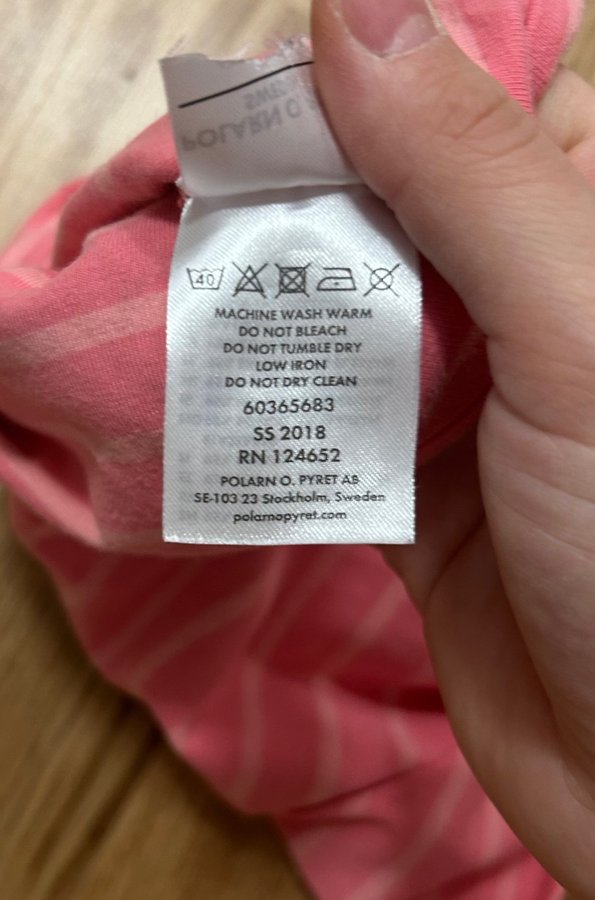 POLARN O.
40
MACHINE WASH WARM
DO NOT BLEACH
DO NOT TUMBLE DRY
LOW IRON
DO NOT DRY CLEAN
60365683
SS 2018
RN 124652
POLARN O. PYRET AB
SE-103 23 Stockholm, Sweden
polarnopyret.com